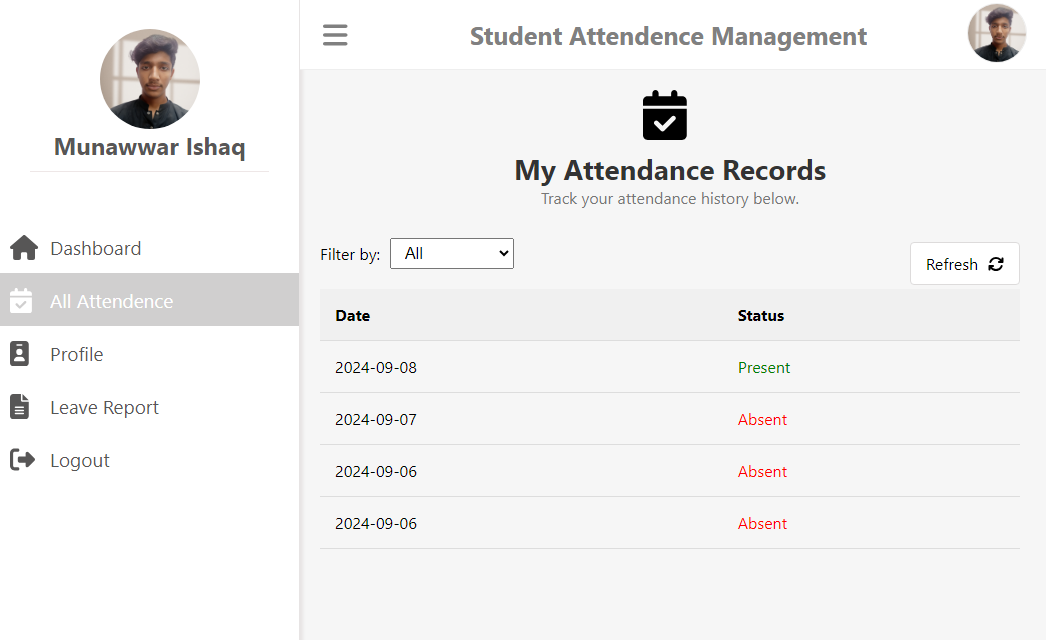 Munawwar Ishaq
Dashboard
All Attendence
Profile
Leave Report
Logout
Student Attendence Management
My Attendance Records
Track your attendance history below.
Filter by: All
Refresh
Date Status
2024-09-08 Present
2024-09-07 Absent
2024-09-06 Absent
2024-09-06 Absent